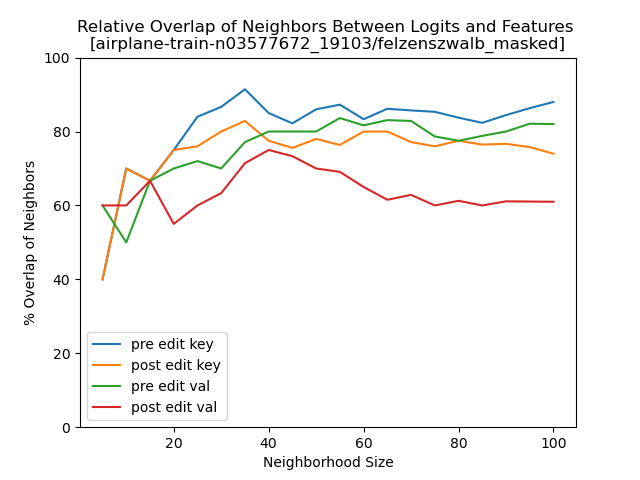 Relative Overlap of Neighbors Between Logits and Features
[airplane-train-n03577672_19103/felzenszwalb_masked]
100
80
60
40
20
0
% Overlap of Neighbors
pre edit key
post edit key
pre edit val
post edit val
20 40 60 80 100
Neighborhood Size